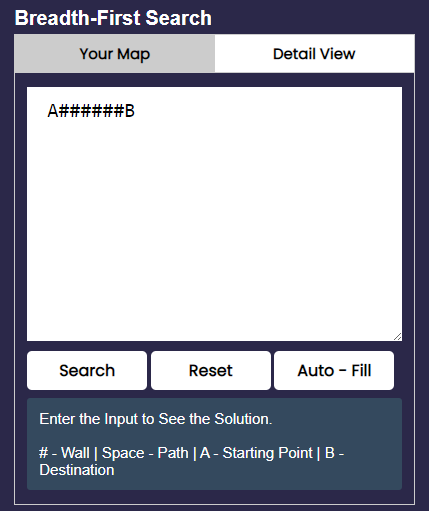 Breadth-First Search
Your Map
Detail View
A######B
Search
Reset
Auto - Fill
Enter the Input to See the Solution.
# - Wall | Space - Path | A - Starting Point | B -
Destination